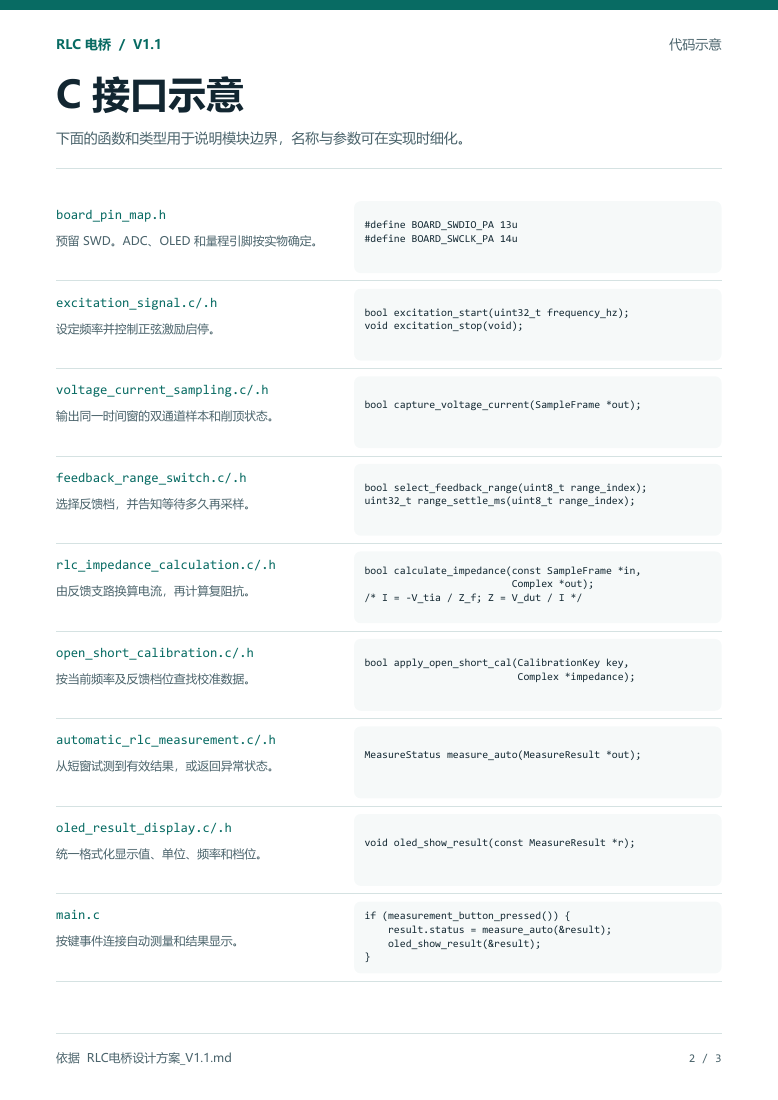 RLC 电桥 / V1.1
代码示意
C 接口示意
下面的函数和类型用于说明模块边界，名称与参数可在实现时细化。
board_pin_map.h
预留 SWD。ADC、OLED 和量程引脚按实物确定。
#define BOARD_SWDIO_PA 13u
#define BOARD_SWCLK_PA 14u
excitation_signal.c/.h
设定频率并控制正弦激励启停。
bool excitation_start(uint32_t frequency_hz);
void excitation_stop(void);
voltage_current_sampling.c/.h
输出同一时间窗的双通道样本和削顶状态。
bool capture_voltage_current(SampleFrame *out);
feedback_range_switch.c/.h
选择反馈档，并告知等待多久再采样。
bool select_feedback_range(uint8_t range_index);
uint32_t range_settle_ms(uint8_t range_index);
rlc_impedance_calculation.c/.h
由反馈支路换算电流，再计算复阻抗。
bool calculate_impedance(const SampleFrame *in,
                         Complex *out);
/* I = -V_tia / Z_f; Z = V_dut / I */
open_short_calibration.c/.h
按当前频率及反馈档位查找校准数据。
bool apply_open_short_cal(CalibrationKey key,
                          Complex *impedance);
automatic_rlc_measurement.c/.h
从短窗试测到有效结果，或返回异常状态。
MeasureStatus measure_auto(MeasureResult *out);
oled_result_display.c/.h
统一格式化显示值、单位、频率和档位。
void oled_show_result(const MeasureResult *r);
main.c
按键事件连接自动测量和结果显示。
if (measurement_button_pressed()) {
    result.status = measure_auto(&result);
    oled_show_result(&result);
}
依据 RLC电桥设计方案_V1.1.md
2 / 3